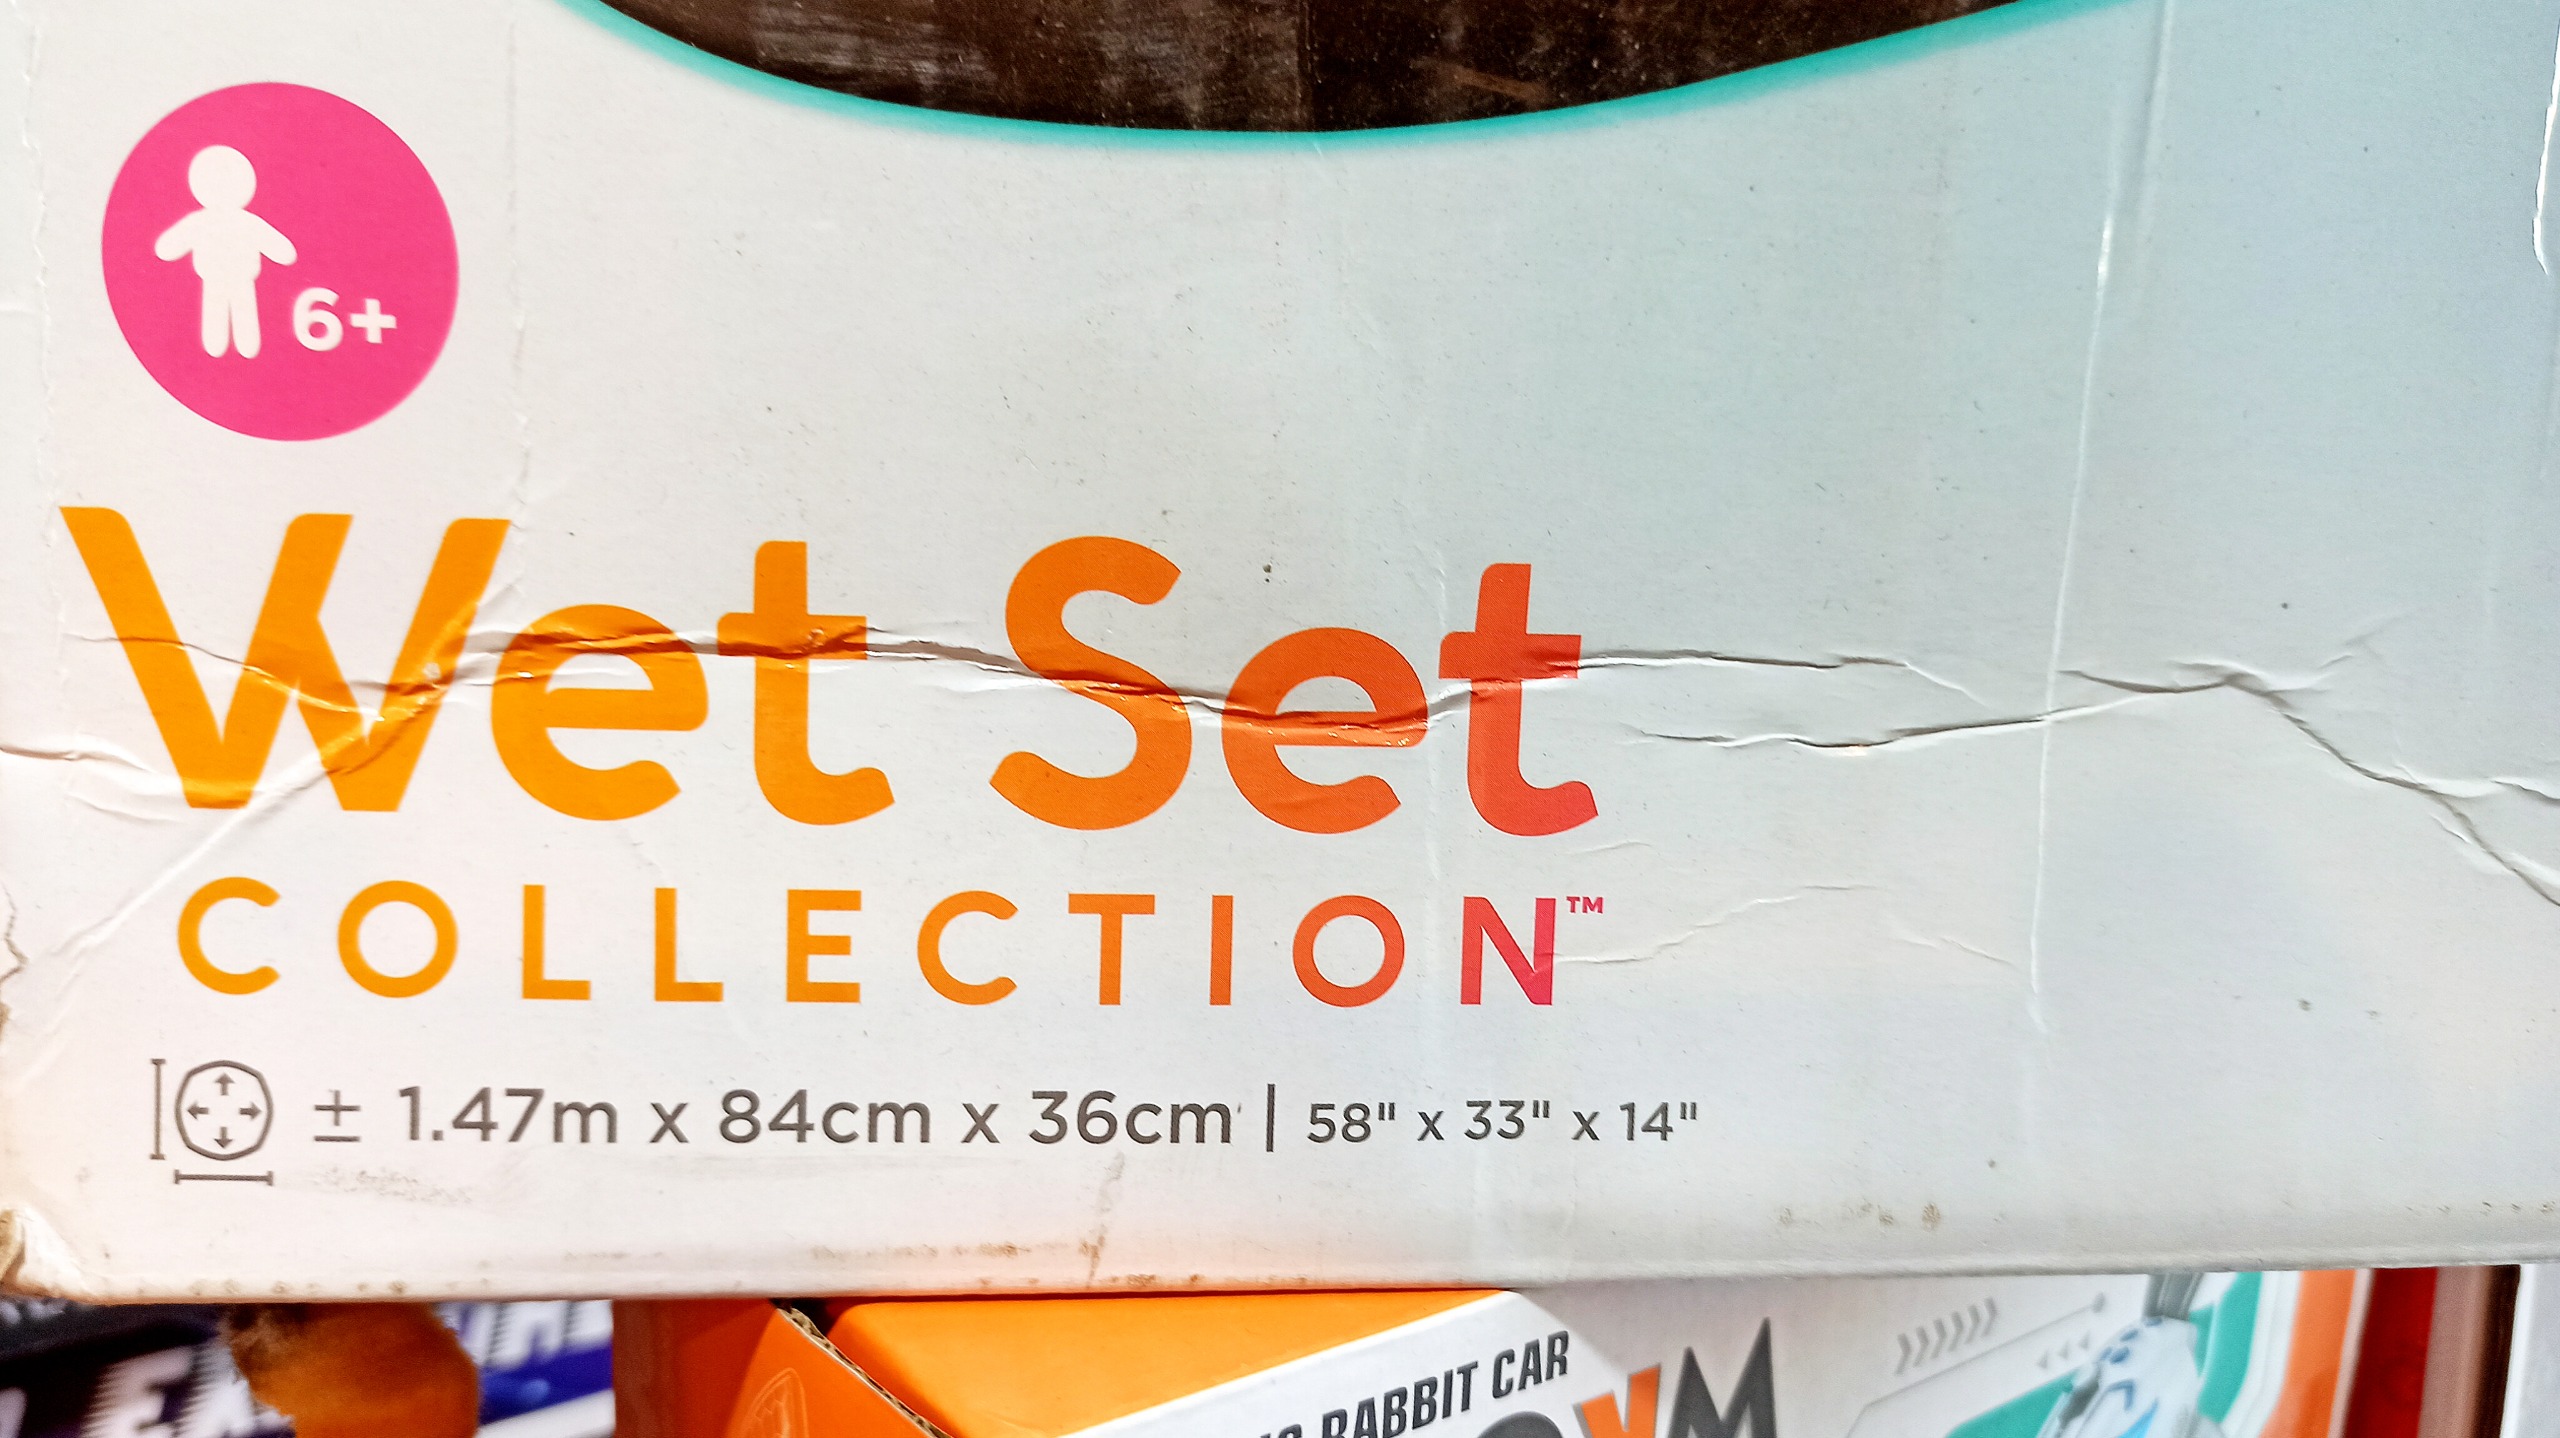 6+
Wet Set
COLLECTION™
± 1.47m x 84cm x 36cm | 58" x 33" x 14"
RABBIT CAR